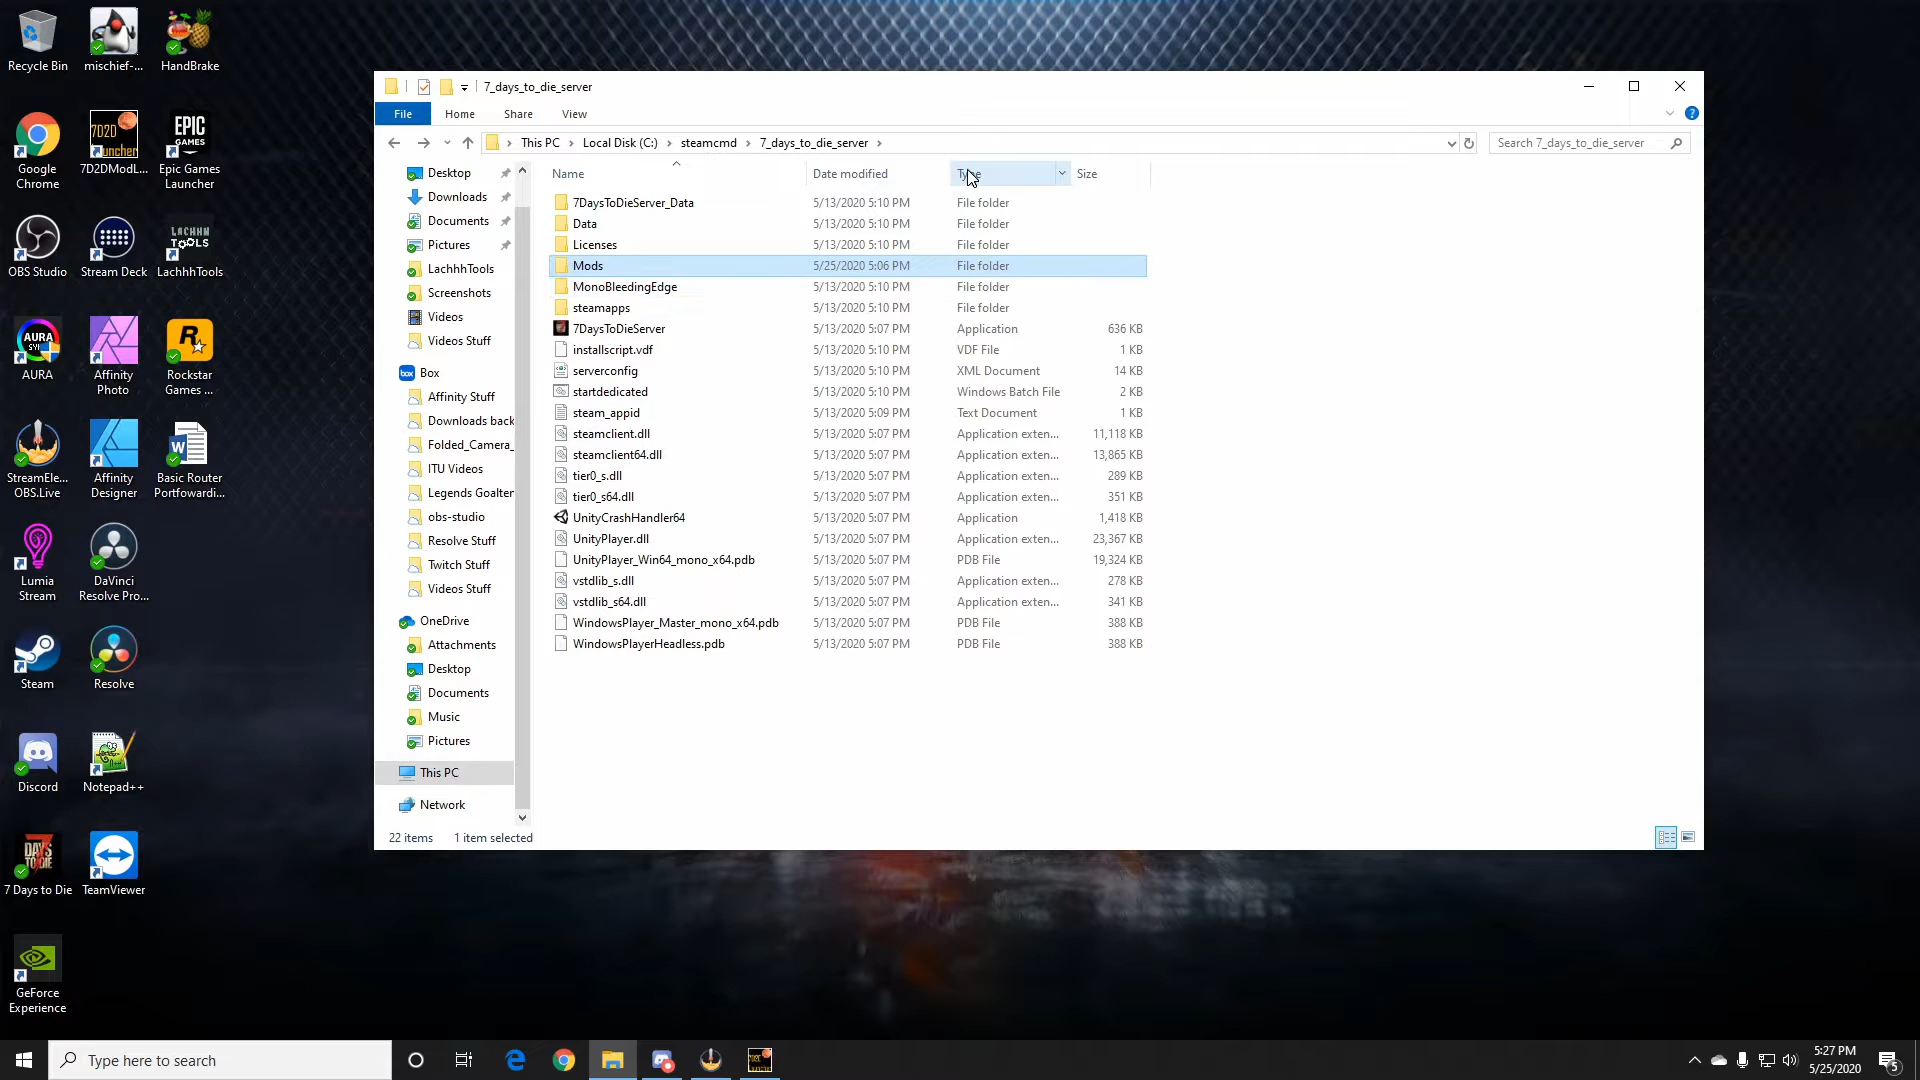 Recycle Bin
mischief-...
HandBrake
Google
Chrome
7D2DModL...
Epic Games
Launcher
OBS Studio
Stream Deck
LachhhTools
AURA
Affinity
Photo
Rockstar
Games ...
StreamEle...
OBS.Live
Affinity
Designer
Basic Router
Portfowardi...
Lumia
Stream
DaVinci
Resolve Pro...
Steam
Resolve
Discord
Notepad++
7 Days to Die
TeamViewer
GeForce
Experience
7_days_to_die_server
File
Home
Share
View
This PC
Local Disk (C:)
steamcmd
7_days_to_die_server
Search 7_days_to_die_server
Desktop
Downloads
Documents
Pictures
LachhhTools
Screenshots
Videos
Videos Stuff
Box
Affinity Stuff
Downloads back
Folded_Camera_
ITU Videos
Legends Goalten
obs-studio
Resolve Stuff
Twitch Stuff
Videos Stuff
OneDrive
Attachments
Desktop
Documents
Music
Pictures
This PC
Network
Name Date modified Type Size
7DaysToDieServer_Data 5/13/2020 5:10 PM File folder
Data 5/13/2020 5:10 PM File folder
Licenses 5/13/2020 5:10 PM File folder
Mods 5/25/2020 5:06 PM File folder
MonoBleedingEdge 5/13/2020 5:10 PM File folder
steamapps 5/13/2020 5:10 PM File folder
7DaysToDieServer 5/13/2020 5:07 PM Application 636 KB
installscript.vdf 5/13/2020 5:10 PM VDF File 1 KB
serverconfig 5/13/2020 5:10 PM XML Document 14 KB
startdedicated 5/13/2020 5:10 PM Windows Batch File 2 KB
steam_appid 5/13/2020 5:09 PM Text Document 1 KB
steamclient.dll 5/13/2020 5:07 PM Application exten... 11,118 KB
steamclient64.dll 5/13/2020 5:07 PM Application exten... 13,865 KB
tier0_s.dll 5/13/2020 5:07 PM Application exten... 289 KB
tier0_s64.dll 5/13/2020 5:07 PM Application exten... 351 KB
UnityCrashHandler64 5/13/2020 5:07 PM Application 1,418 KB
UnityPlayer.dll 5/13/2020 5:07 PM Application exten... 23,367 KB
UnityPlayer_Win64_mono_x64.pdb 5/13/2020 5:07 PM PDB File 19,324 KB
vstdlib_s.dll 5/13/2020 5:07 PM Application exten... 278 KB
vstdlib_s64.dll 5/13/2020 5:07 PM Application exten... 341 KB
WindowsPlayer_Master_mono_x64.pdb 5/13/2020 5:07 PM PDB File 388 KB
WindowsPlayerHeadless.pdb 5/13/2020 5:07 PM PDB File 388 KB
22 items 1 item selected
Type here to search
5:27 PM
5/25/2020
5